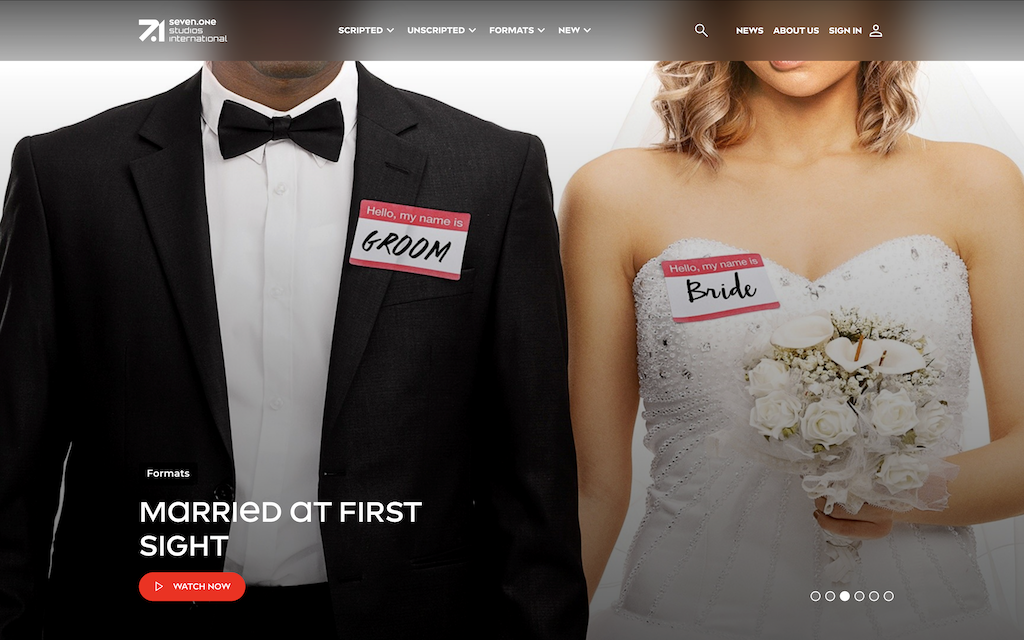 seven.one
studios
international
SCRIPTED
UNSCRIPTED
FORMATS
NEW
NEWS
ABOUT US
SIGN IN
Hello, my name is
GROOM
Hello, my name is
Bride
Formats
MARRIED AT FIRST
SIGHT
WATCH NOW